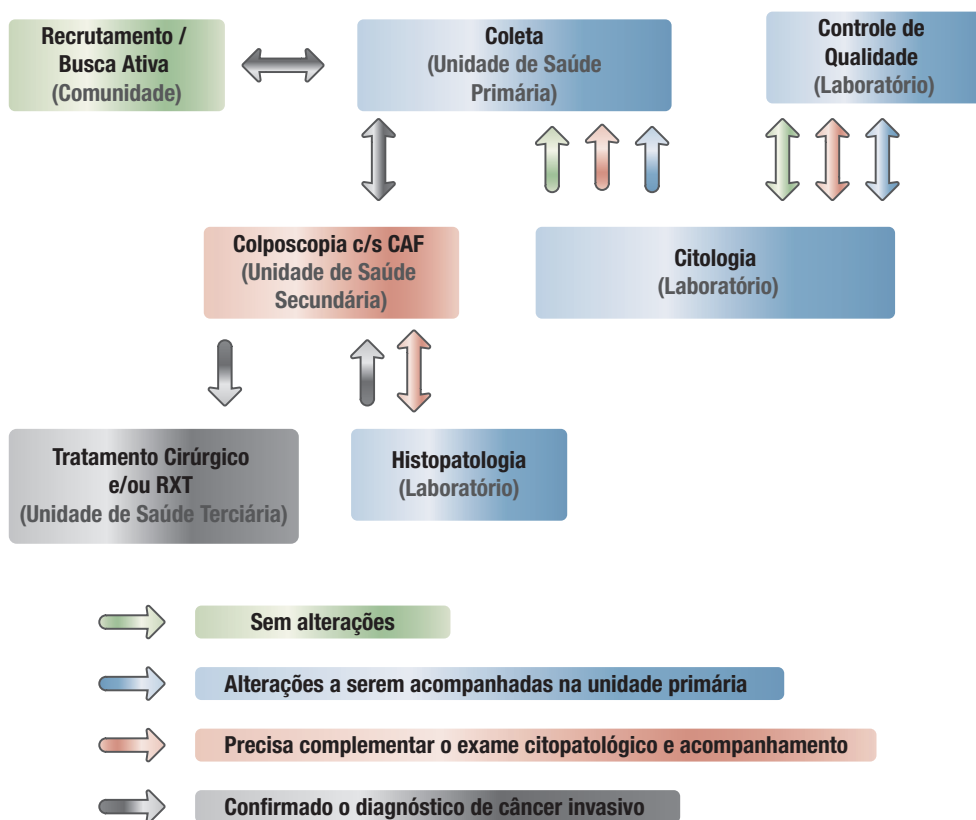 Recrutamento /
Busca Ativa
(Comunidade)
Coleta
(Unidade de Saúde
Primária)
Controle de
Qualidade
(Laboratório)
Colposcopia c/s CAF
(Unidade de Saúde
Secundária)
Citologia
(Laboratório)
Tratamento Cirúrgico
e/ou RXT
(Unidade de Saúde Terciária)
Histopatologia
(Laboratório)
Sem alterações
Alterações a serem acompanhadas na unidade primária
Precisa complementar o exame citopatológico e acompanhamento
Confirmado o diagnóstico de câncer invasivo